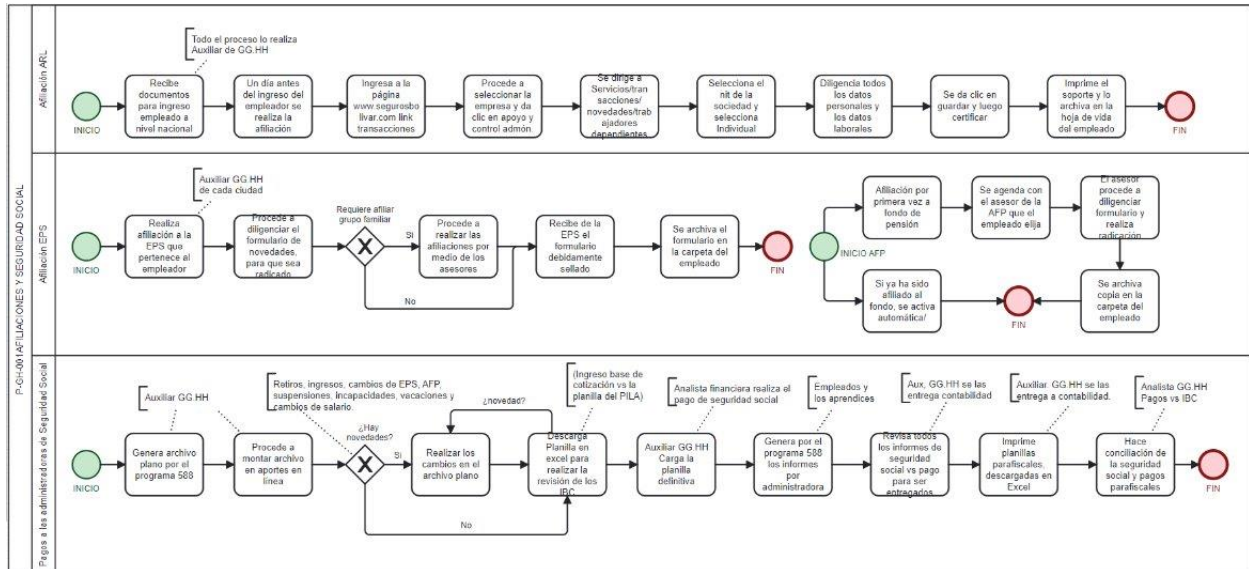 P-GH-001AFILIACIONES Y SEGURIDAD SOCIAL
Afiliación ARL
Todo el proceso lo realiza
Auxiliar de GG.HH
INICIO
Recibe
documentos
para ingreso
empleado a
nivel nacional
Un día antes
del ingreso del
empleador se
realiza la
afiliación
Ingresa a la
página
www.segurosbo
livar.com link
transacciones
Procede a
seleccionar la
empresa y da
clic en apoyo y
control admón
Se dirige a
Servicios/tran
sacciones/
novedades/trab
ajadores
dependientes
Selecciona el
nit de la
sociedad y
selecciona
Individual
Diligencia todos
los datos
personales y
los datos
laborales
Se da clic en
guardar y luego
certificar
Imprime el
soporte y lo
archiva en la
hoja de vida
del empleado
FIN
Afiliación EPS
Auxiliar GG.HH
de cada ciudad
INICIO
Realiza
afiliación a la
EPS que
pertenece al
empleador
Procede a
diligenciar el
formulario de
novedades,
para que sea
radicado
Requiere afiliar
grupo familiar
Si
No
Procede a
realizar las
afiliaciones por
medio de los
asesores
Recibe de la
EPS el
formulario
debidamente
sellado
Se archiva el
formulario en
la carpeta del
empleado
FIN
INICIO AFP
Afiliación por
primera vez a
fondo de
pensión
Se agenda con
el asesor de la
AFP que el
empleado elija
El asesor
procede a
diligenciar
formulario y
realiza
radicación
Si ya ha sido
afiliado al
fondo, se activa
automática/
FIN
Se archiva
copia en la
carpeta del
empleado
Pagos a las administradoras de Seguridad Social
Auxiliar GG.HH
Retiros, ingresos, cambios de EPS, AFP,
suspensiones, incapacidades, vacaciones y
cambios de salario.
(Ingreso base de
cotización vs la
planilla del PILA)
Analista financiera realiza el
pago de seguridad social
Empleados y
los aprendices
Aux, GG.HH se las
entrega contabilidad
Auxiliar. GG.HH se las
entrega a contabilidad.
Analista GG.HH
Pagos vs IBC
INICIO
Genera archivo
plano por el
programa 588
Procede a
montar archivo
en aportes en
línea
¿Hay
novedades?
Si
No
¿novedad?
Realizar los
cambios en el
archivo plano
Descarga
Planilla en
excel para
realizar la
revisión de los
IBC
Auxiliar GG.HH
Carga la
planilla
definitiva
Genera por el
programa 588
los informes
por
administradora
Revisa todos
los informes de
seguridad
social vs pago
para ser
entregados
Imprime
planillas
parafiscales,
descargadas en
Excel
Hace
conciliación de
la seguridad
social y pagos
parafiscales
FIN